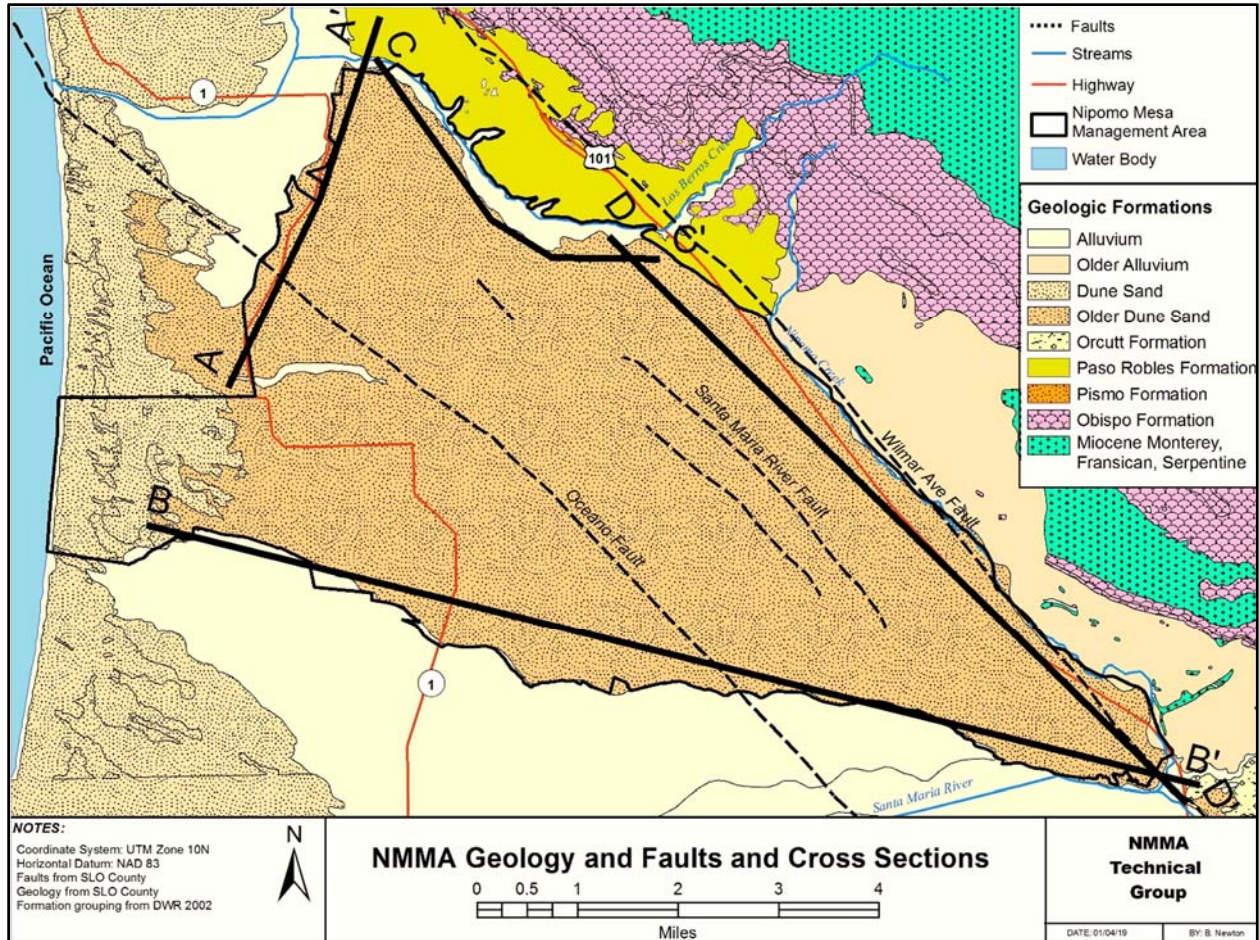 A'
C
1
101
Los Berros Creek
D
C'
Pacific Ocean
A
Nipomo Creek
Santa Maria River Fault
Wilmar Ave Fault
B
Oceano Fault
1
B'
D'
Santa Maria River
Faults
Streams
Highway
Nipomo Mesa
Management Area
Water Body
Geologic Formations
Alluvium
Older Alluvium
Dune Sand
Older Dune Sand
Orcutt Formation
Paso Robles Formation
Pismo Formation
Obispo Formation
Miocene Monterey,
Fransican, Serpentine
NOTES:
Coordinate System: UTM Zone 10N
Horizontal Datum: NAD 83
Faults from SLO County
Geology from SLO County
Formation grouping from DWR 2002
N
NMMA Geology and Faults and Cross Sections
0 0.5 1 2 3 4
Miles
NMMA
Technical
Group
DATE: 01/04/19 BY: B. Newton